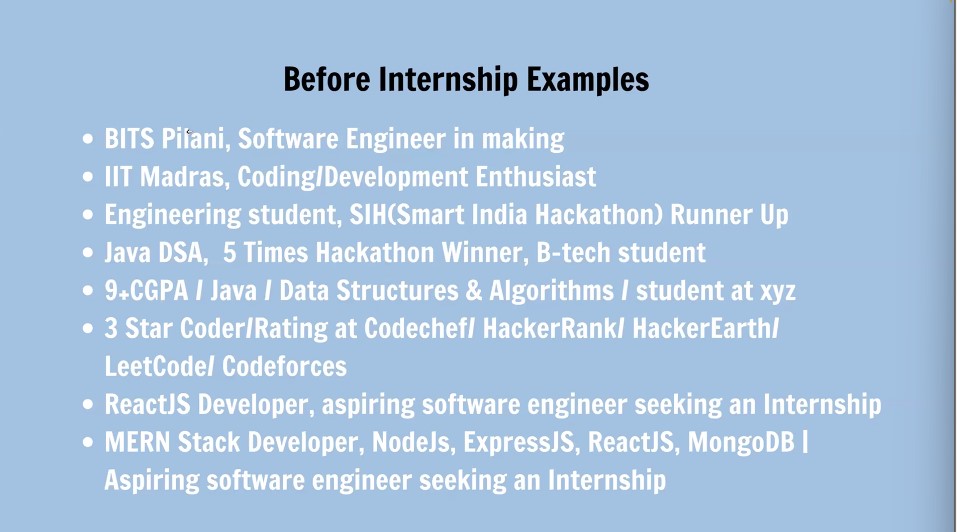 Before Internship Examples
• BITS Pilani, Software Engineer in making
• IIT Madras, Coding/Development Enthusiast
• Engineering student, SIH(Smart India Hackathon) Runner Up
• Java DSA,  5 Times Hackathon Winner, B-tech student
• 9+CGPA / Java / Data Structures & Algorithms / student at xyz
• 3 Star Coder/Rating at Codechef/ HackerRank/ HackerEarth/
LeetCode/ Codeforces
• ReactJS Developer, aspiring software engineer seeking an Internship
• MERN Stack Developer, NodeJs, ExpressJS, ReactJS, MongoDB |
Aspiring software engineer seeking an Internship